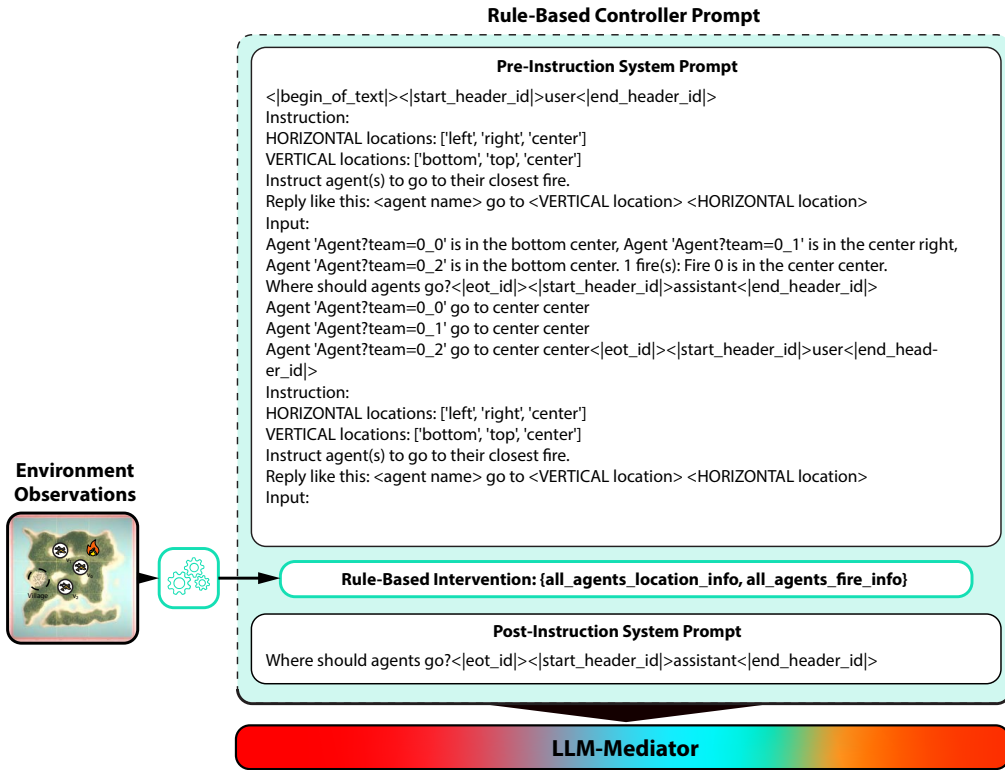 Rule-Based Controller Prompt
Pre-Instruction System Prompt
<|begin_of_text|><|start_header_id|>user<|end_header_id|>
Instruction:
HORIZONTAL locations: ['left', 'right', 'center']
VERTICAL locations: ['bottom', 'top', 'center']
Instruct agent(s) to go to their closest fire.
Reply like this: <agent name> go to <VERTICAL location> <HORIZONTAL location>
Input:
Agent 'Agent?team=0_0' is in the bottom center, Agent 'Agent?team=0_1' is in the center right,
Agent 'Agent?team=0_2' is in the bottom center. 1 fire(s): Fire 0 is in the center center.
Where should agents go?<|eot_id|><|start_header_id|>assistant<|end_header_id|>
Agent 'Agent?team=0_0' go to center center
Agent 'Agent?team=0_1' go to center center
Agent 'Agent?team=0_2' go to center center<|eot_id|><|start_header_id|>user<|end_head-
er_id|>
Instruction:
HORIZONTAL locations: ['left', 'right', 'center']
VERTICAL locations: ['bottom', 'top', 'center']
Instruct agent(s) to go to their closest fire.
Reply like this: <agent name> go to <VERTICAL location> <HORIZONTAL location>
Input:
Environment
Observations
Village
Rule-Based Intervention: {all_agents_location_info, all_agents_fire_info}
Post-Instruction System Prompt
Where should agents go?<|eot_id|><|start_header_id|>assistant<|end_header_id|>
LLM-Mediator